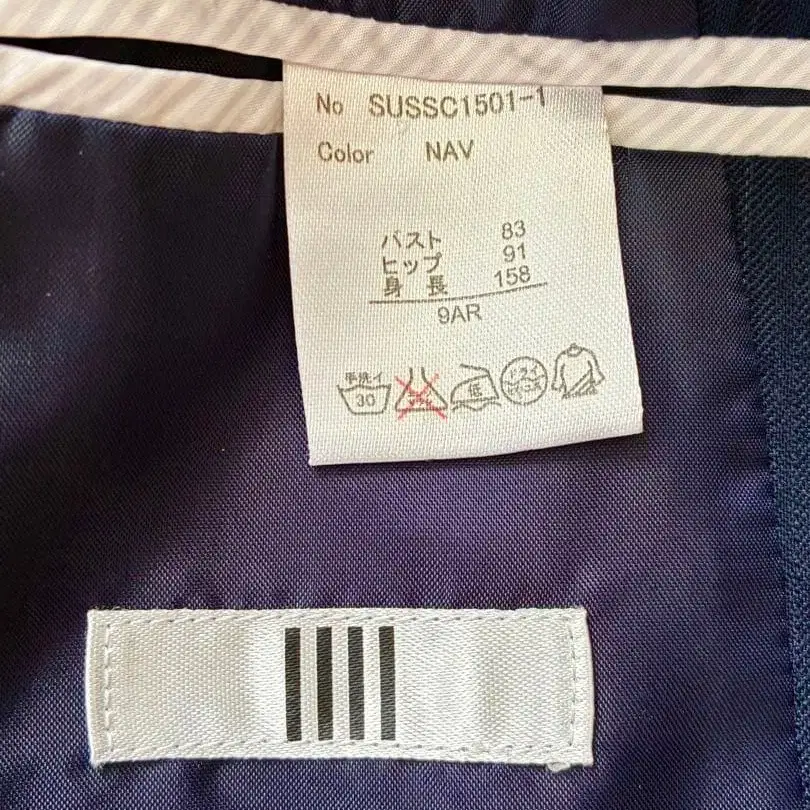 No SUSSC1501-1
Color NAV
バスト 83
ヒップ 91
身長 158
9AR
手洗イ
30
低